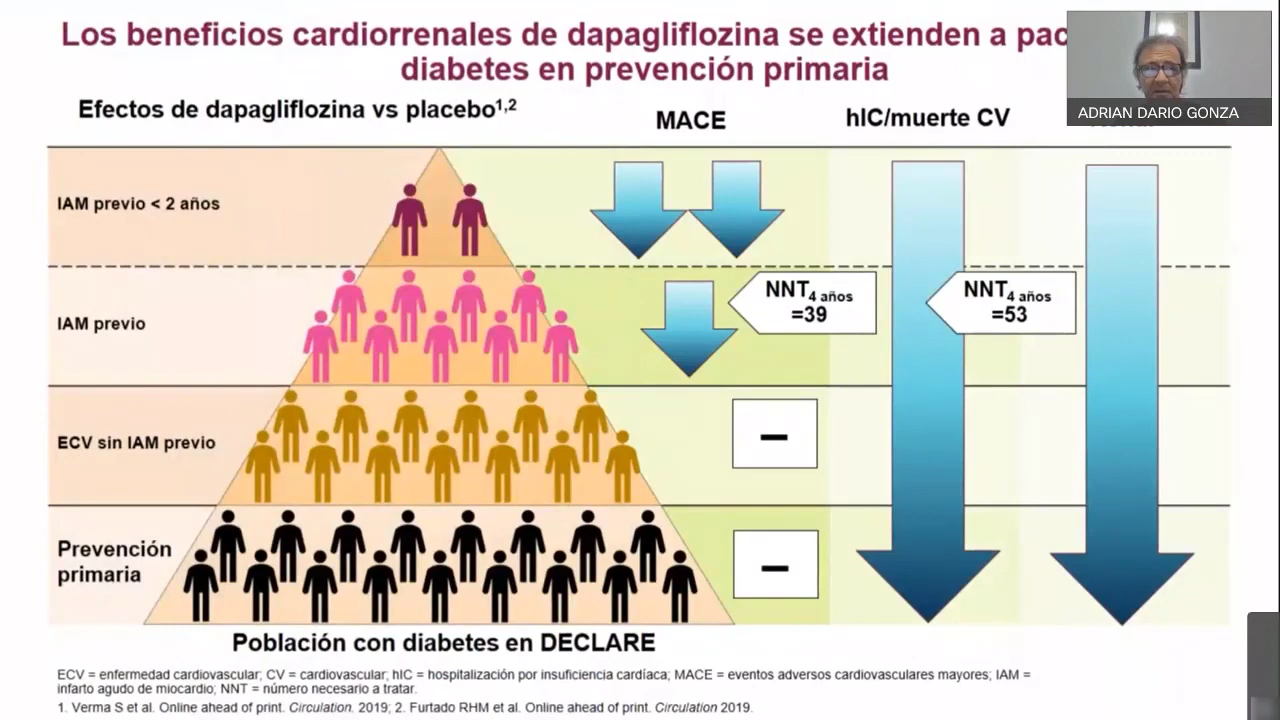 Los beneficios cardiorrenales de dapagliflozina se extienden a pac
diabetes en prevención primaria
ADRIAN DARIO GONZA
Efectos de dapagliflozina vs placebo1,2
MACE
hIC/muerte CV
IAM previo < 2 años
IAM previo
NNT4 años
=39
NNT4 años
=53
ECV sin IAM previo
–
Prevención
primaria
–
Población con diabetes en DECLARE
ECV = enfermedad cardiovascular; CV = cardiovascular; hIC = hospitalización por insuficiencia cardíaca; MACE = eventos adversos cardiovasculares mayores; IAM =
infarto agudo de miocardio; NNT = número necesario a tratar.
1. Verma S et al. Online ahead of print. Circulation. 2019; 2. Furtado RHM et al. Online ahead of print. Circulation 2019.